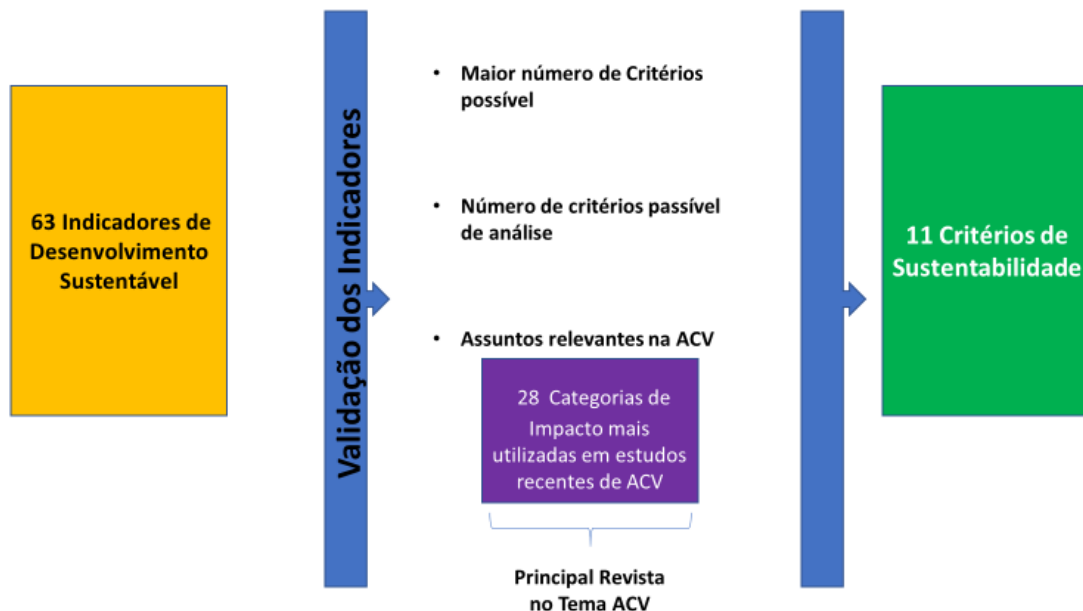 63 Indicadores de
Desenvolvimento
Sustentável
Validação dos Indicadores
• Maior número de Critérios
possível
• Número de critérios passível
de análise
• Assuntos relevantes na ACV
28 Categorias de
Impacto mais
utilizadas em estudos
recentes de ACV
Principal Revista
no Tema ACV
11 Critérios de
Sustentabilidade